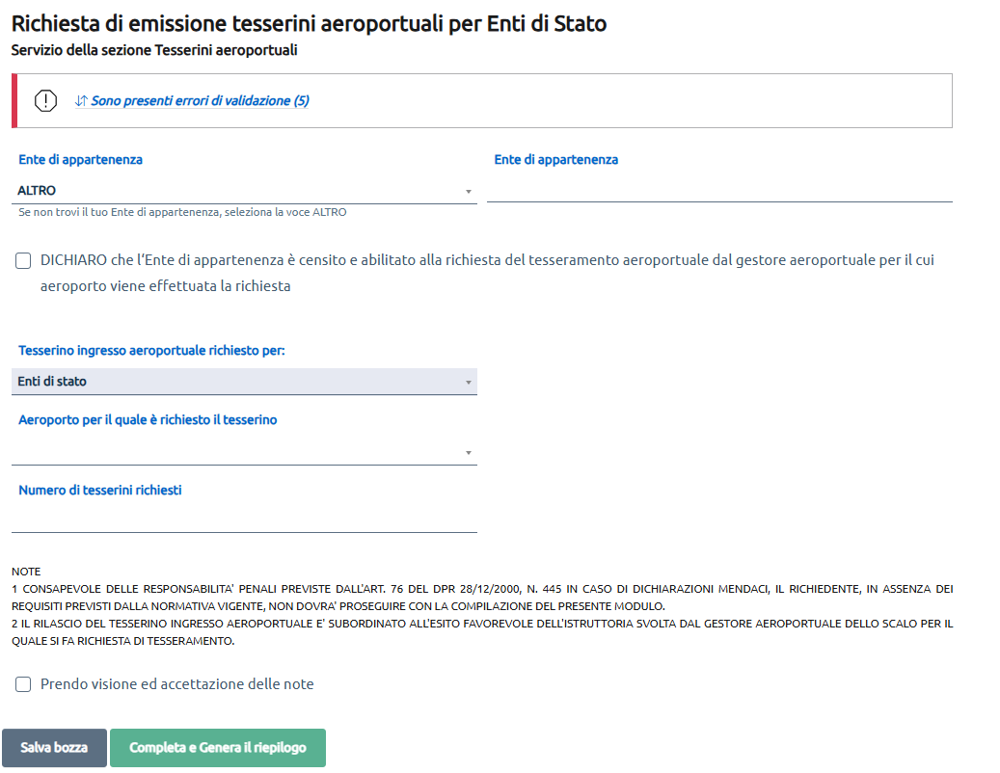 Richiesta di emissione tesserini aeroportuali per Enti di Stato
Servizio della sezione Tesserini aeroportuali
Sono presenti errori di validazione (5)
Ente di appartenenza
ALTRO
Se non trovi il tuo Ente di appartenenza, seleziona la voce ALTRO
Ente di appartenenza
DICHIARO che l’Ente di appartenenza è censito e abilitato alla richiesta del tesseramento aeroportuale dal gestore aeroportuale per il cui
aeroporto viene effettuata la richiesta
Tesserino ingresso aeroportuale richiesto per:
Enti di stato
Aeroporto per il quale è richiesto il tesserino
Numero di tesserini richiesti
NOTE
1 CONSAPEVOLE DELLE RESPONSABILITA' PENALI PREVISTE DALL'ART. 76 DEL DPR 28/12/2000, N. 445 IN CASO DI DICHIARAZIONI MENDACI, IL RICHIEDENTE, IN ASSENZA DEI
REQUISITI PREVISTI DALLA NORMATIVA VIGENTE, NON DOVRA' PROSEGUIRE CON LA COMPILAZIONE DEL PRESENTE MODULO.
2 IL RILASCIO DEL TESSERINO INGRESSO AEROPORTUALE E' SUBORDINATO ALL'ESITO FAVOREVOLE DELL'ISTRUTTORIA SVOLTA DAL GESTORE AEROPORTUALE DELLO SCALO PER IL
QUALE SI FA RICHIESTA DI TESSERAMENTO.
Prendo visione ed accettazione delle note
Salva bozza
Completa e Genera il riepilogo